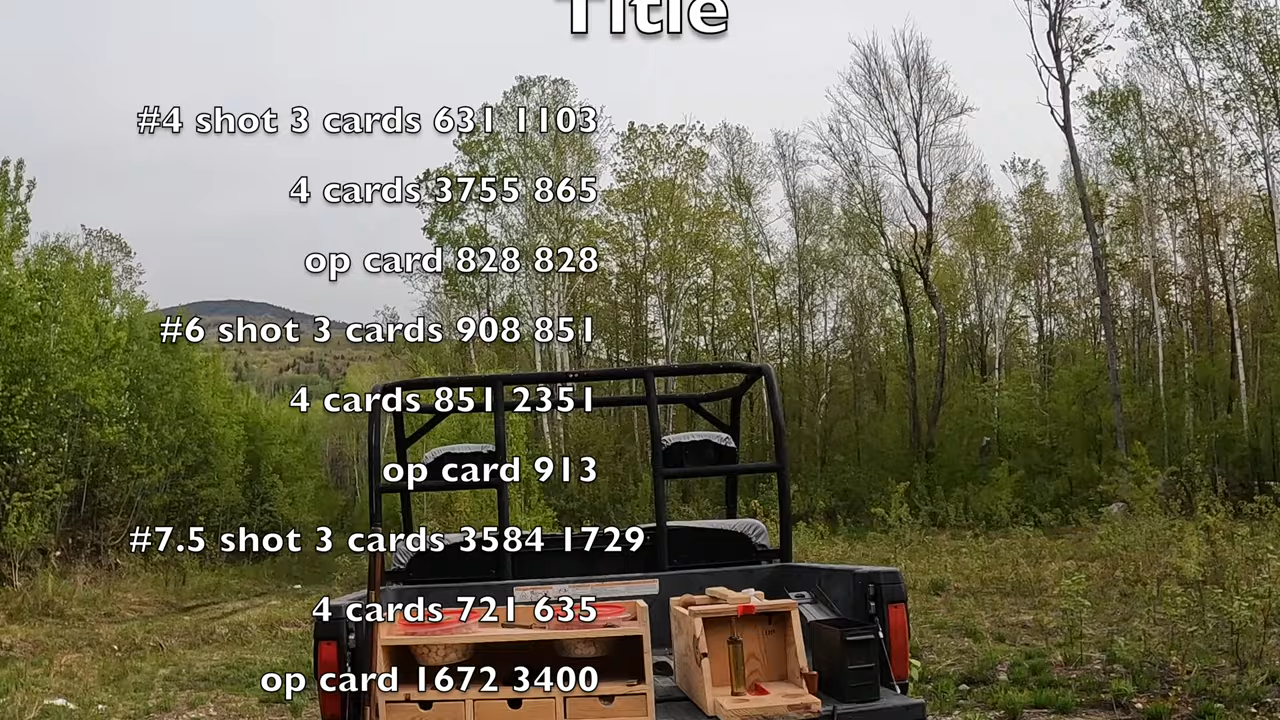 Title
#4 shot 3 cards 631 1103
4 cards 3755 865
op card 828 828
#6 shot 3 cards 908 851
4 cards 851 2351
op card 913
#7.5 shot 3 cards 3584 1729
4 cards 721 635
op card 1672 3400